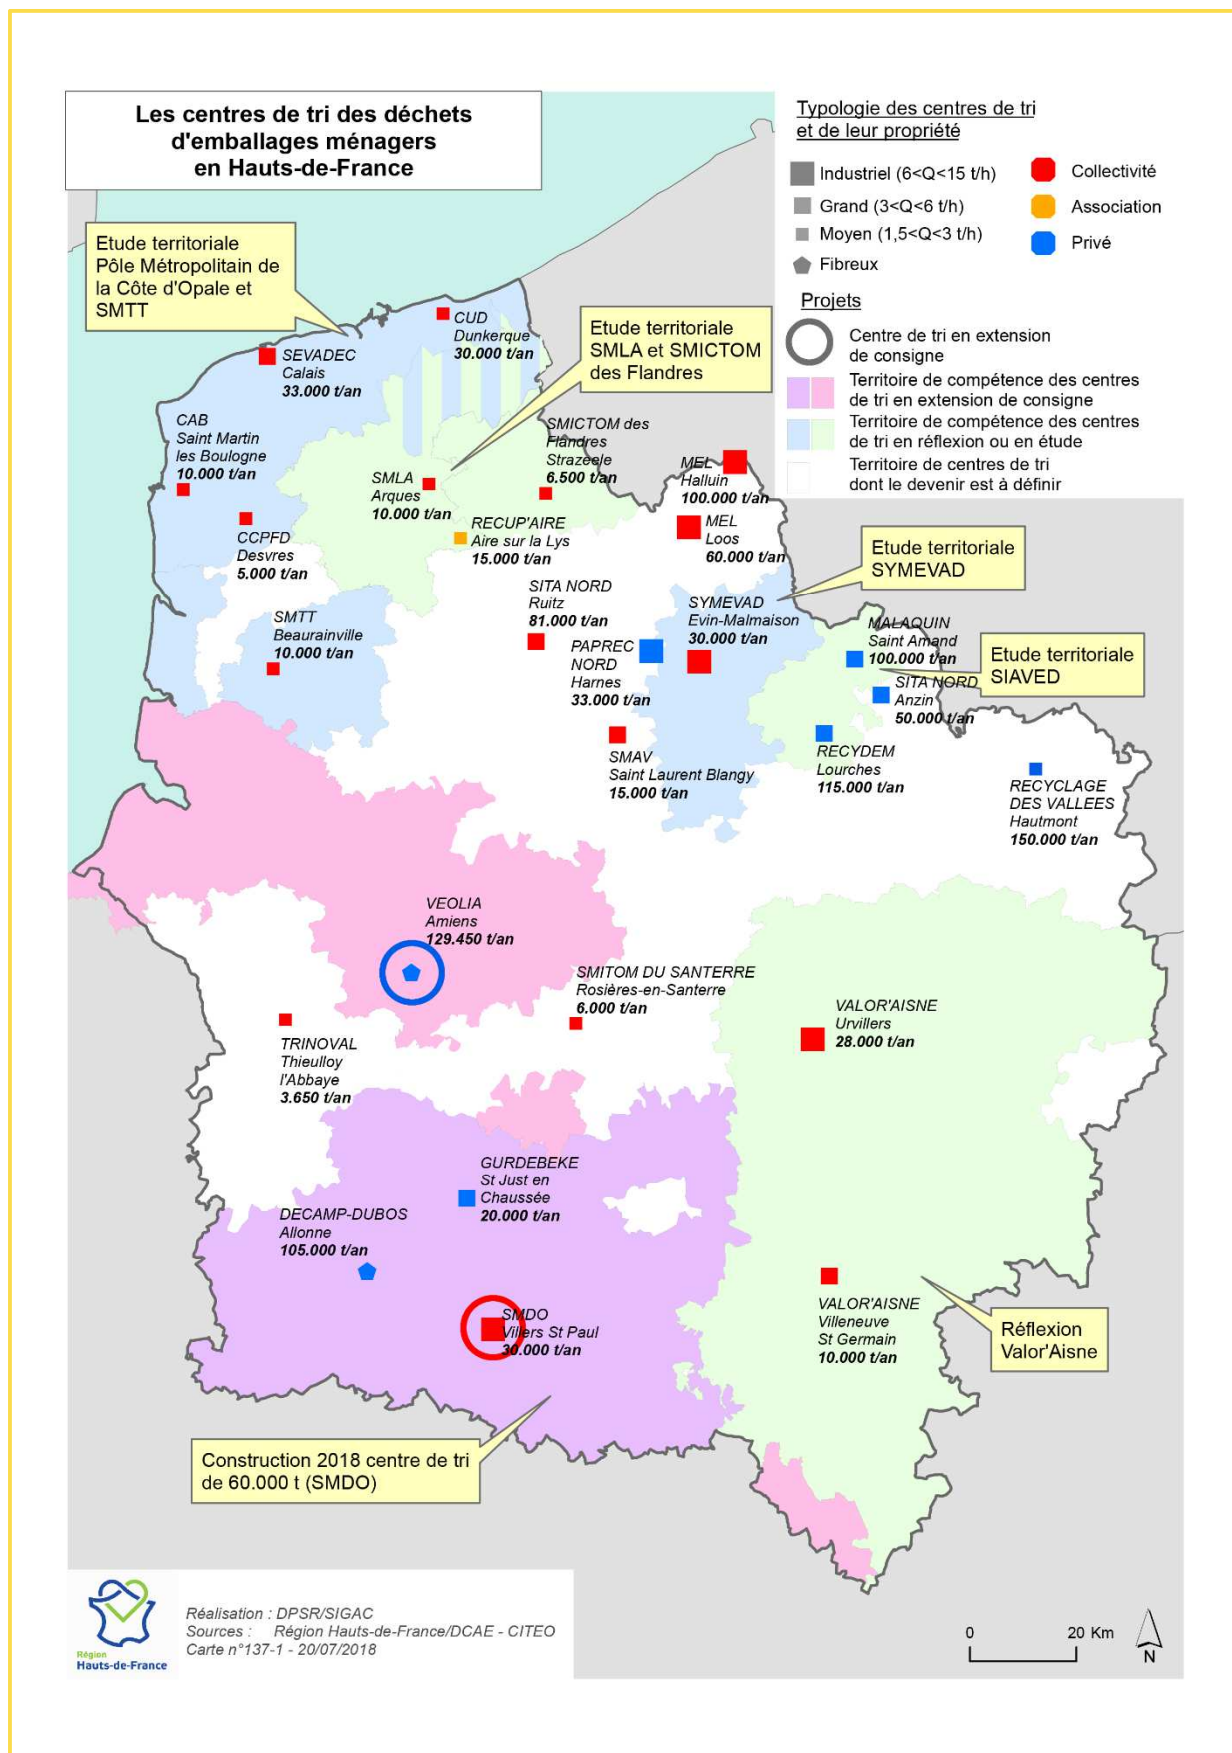 Les centres de tri des déchets
d'emballages ménagers
en Hauts-de-France
Typologie des centres de tri
et de leur propriété
Industriel (6<Q<15 t/h)
Grand (3<Q<6 t/h)
Moyen (1,5<Q<3 t/h)
Fibreux
Collectivité
Association
Privé
Projets
Centre de tri en extension
de consigne
Territoire de compétence des centres
de tri en extension de consigne
Territoire de compétence des centres
de tri en réflexion ou en étude
Territoire de centres de tri
dont le devenir est à définir
Etude territoriale
Pôle Métropolitain de
la Côte d'Opale et
SMTT
Etude territoriale
SMLA et SMICTOM
des Flandres
CUD
Dunkerque
30.000 t/an
SEVADEC
Calais
33.000 t/an
CAB
Saint Martin
les Boulogne
10.000 t/an
SMICTOM des
Flandres
Strazeele
6.500 t/an
SMLA
Arques
10.000 t/an
MEL
Halluin
100.000 t/an
MEL
Loos
60.000 t/an
RECUP'AIRE
Aire sur la Lys
15.000 t/an
CCPFD
Desvres
5.000 t/an
Etude territoriale
SYMEVAD
SITA NORD
Ruitz
81.000 t/an
SYMEVAD
Evin-Malmaison
30.000 t/an
SMTT
Beaurainville
10.000 t/an
PAPREC
NORD
Harnes
33.000 t/an
MALAQUIN
Saint Amand
100.000 t/an
Etude territoriale
SIAVED
SITA NORD
Anzin
50.000 t/an
SMAV
Saint Laurent Blangy
15.000 t/an
RECYDEM
Lourches
115.000 t/an
RECYCLAGE
DES VALLEES
Hautmont
150.000 t/an
VEOLIA
Amiens
129.450 t/an
SMITOM DU SANTERRE
Rosières-en-Santerre
6.000 t/an
VALOR'AISNE
Urvillers
28.000 t/an
TRINOVAL
Thieulloy
l'Abbaye
3.650 t/an
GURDEBEKE
St Just en
Chaussée
20.000 t/an
DECAMP-DUBOS
Allonne
105.000 t/an
SMDO
Villers St Paul
30.000 t/an
VALOR'AISNE
Villeneuve
St Germain
10.000 t/an
Réflexion
Valor'Aisne
Construction 2018 centre de tri
de 60.000 t (SMDO)
Région
Hauts-de-France
Réalisation : DPSR/SIGAC
Sources : Région Hauts-de-France/DCAE - CITEO
Carte n°137-1 - 20/07/2018
0 20 Km
N